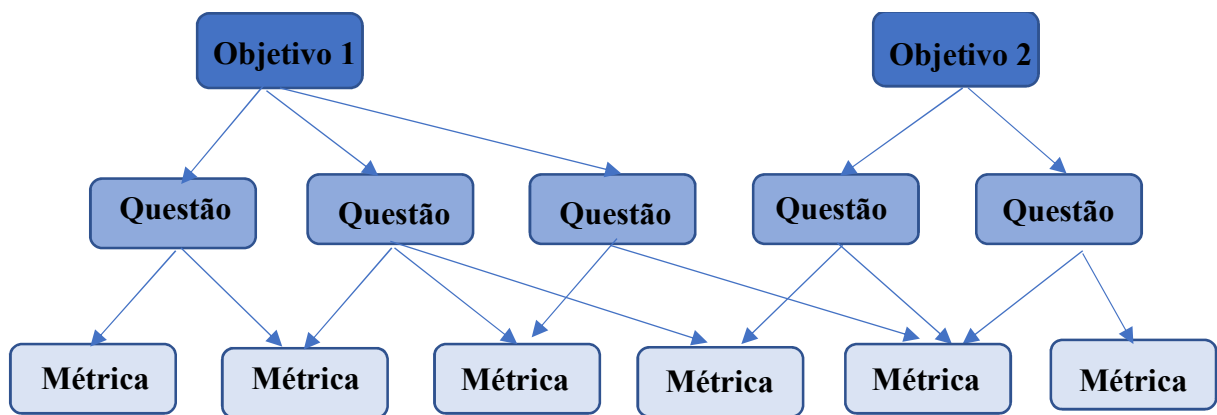 Objetivo 1
Objetivo 2
Questão
Questão
Questão
Questão
Questão
Métrica
Métrica
Métrica
Métrica
Métrica
Métrica